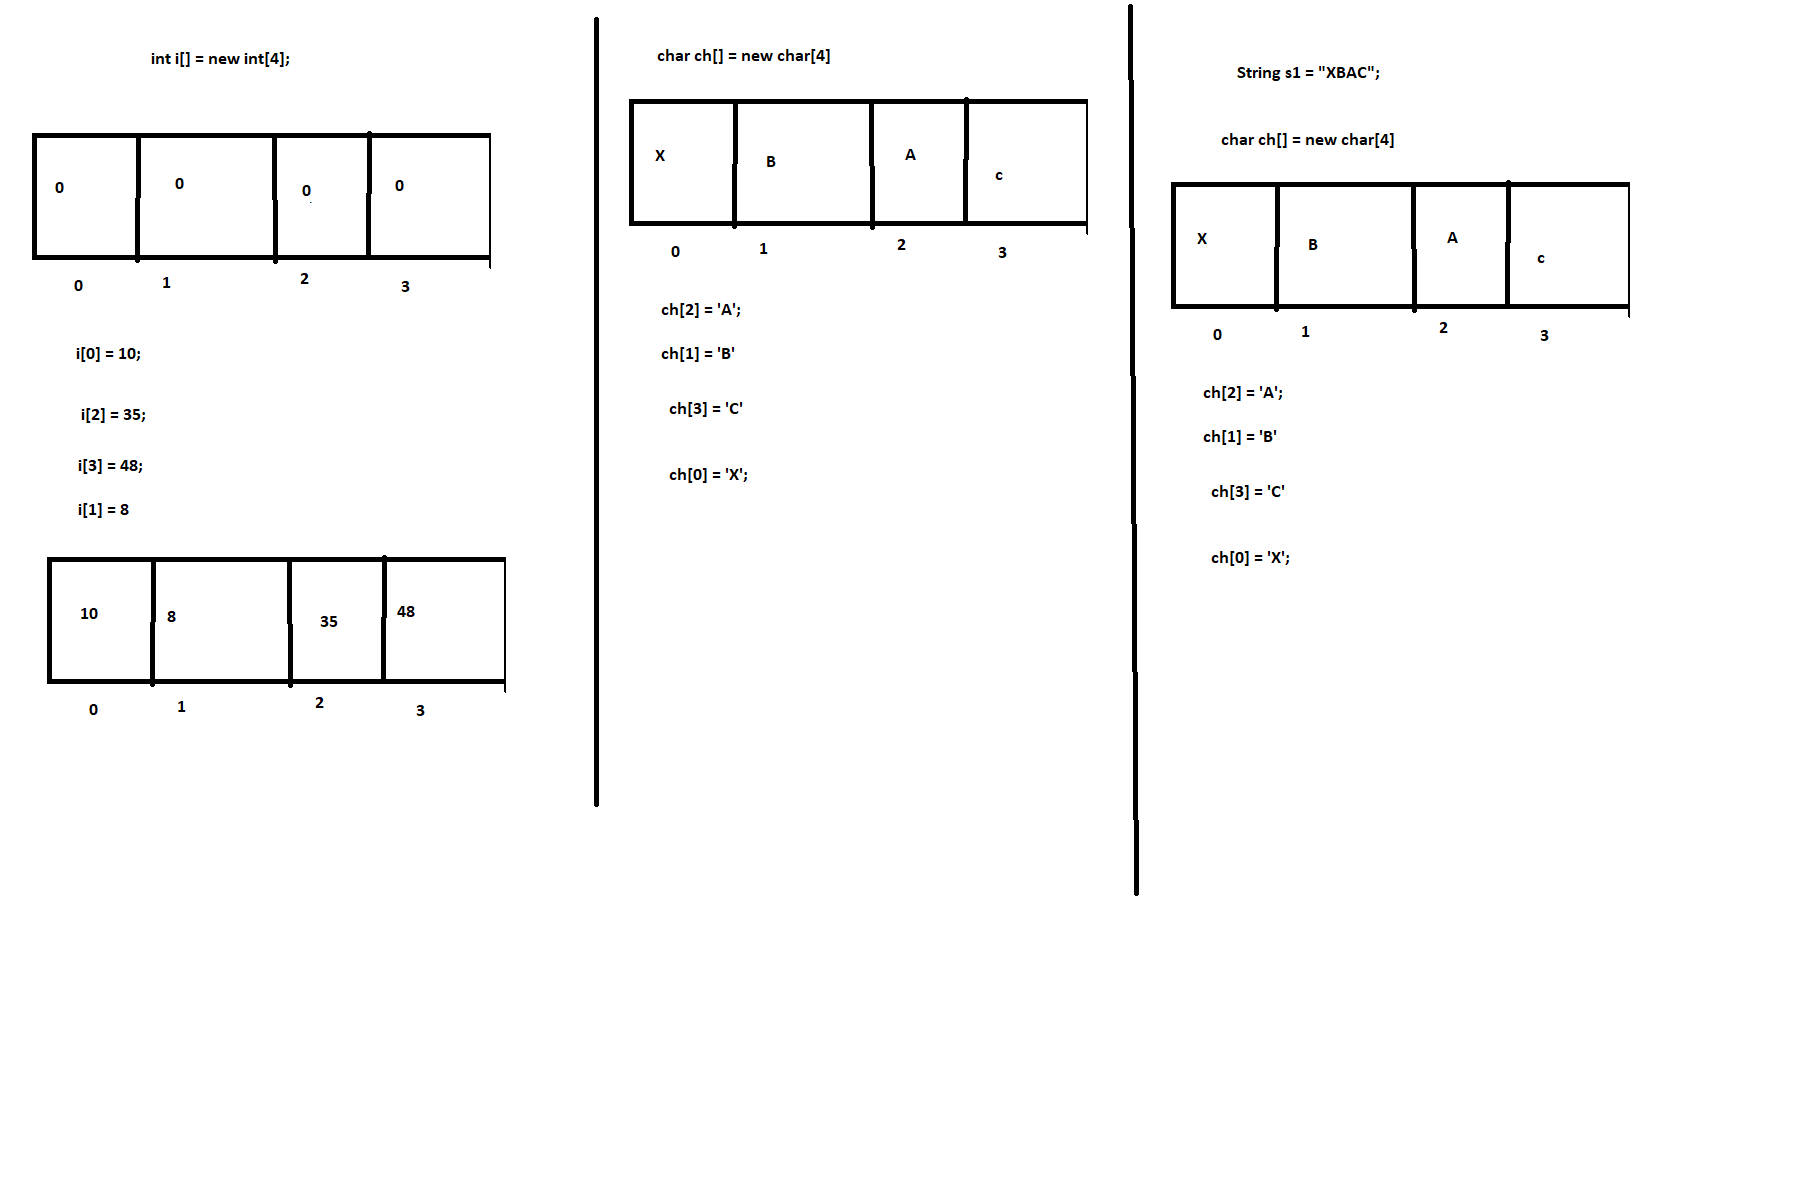 int i[] = new int[4];
0 0 0 0
0 1 2 3
i[0] = 10;
i[2] = 35;
i[3] = 48;
i[1] = 8
10 8 35 48
0 1 2 3
char ch[] = new char[4]
X B A c
0 1 2 3
ch[2] = 'A';
ch[1] = 'B'
ch[3] = 'C'
ch[0] = 'X';
String s1 = "XBAC";
char ch[] = new char[4]
X B A c
0 1 2 3
ch[2] = 'A';
ch[1] = 'B'
ch[3] = 'C'
ch[0] = 'X';